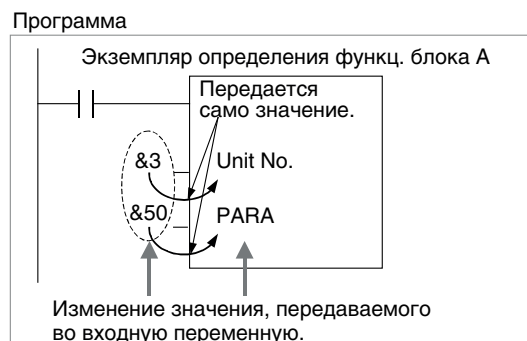 Программа
Экземпляр определения функц. блока A
Передается
само значение.
&3 Unit No.
&50 PARA
Изменение значения, передаваемого
во входную переменную.